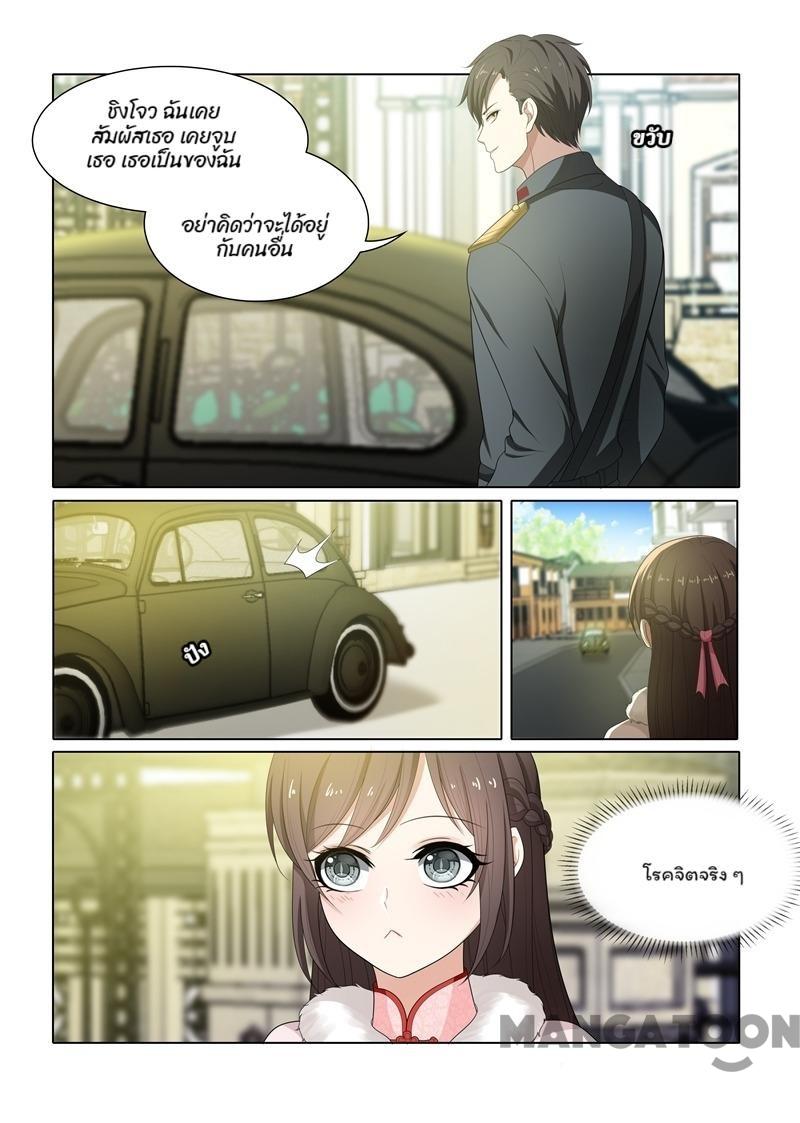 ชิงโจว ฉันเคย
สัมผัสเธอ เคยจูบ
เธอ เธอเป็นของฉัน
ขวับ
อย่าคิดว่าจะได้อยู่
กับคนอื่น
ปัง
โรคจิตจริง ๆ
MANGATOON